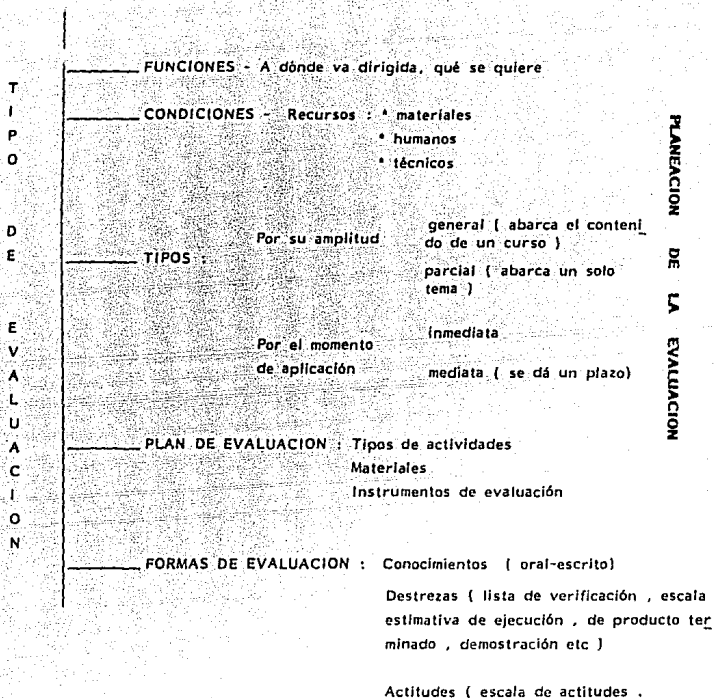 TIPO DE EVALUACION
FUNCIONES - A dónde va dirigida, qué se quiere
CONDICIONES - Recursos : * materiales
* humanos
* técnicos
TIPOS :
Por su amplitud
general ( abarca el conteni
do de un curso )
parcial ( abarca un solo
tema )
Por el momento
de aplicación
inmediata
mediata ( se dá un plazo)
PLAN DE EVALUACION : Tipos de actividades
Materiales
Instrumentos de evaluación
FORMAS DE EVALUACION : Conocimientos ( oral-escrito)
Destrezas ( lista de verificación , escala
estimativa de ejecución , de producto ter
minado , demostración etc )
Actitudes ( escala de actitudes .
PLANEACION DE LA EVALUACION